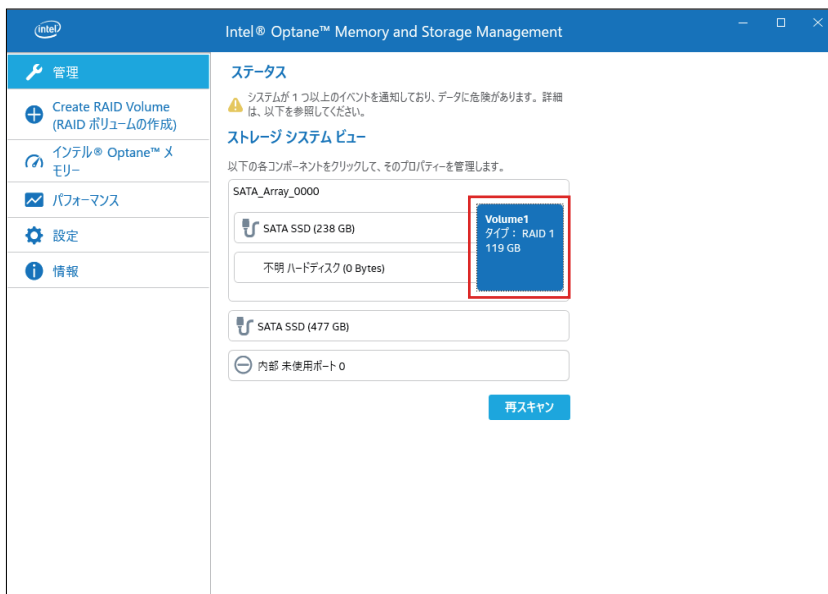 intel
Intel® Optane™ Memory and Storage Management
管理
Create RAID Volume
(RAID ボリュームの作成)
インテル® Optane™ メ
モリー
パフォーマンス
設定
情報
ステータス
システムが 1 つ以上のイベントを通知しており、データに危険があります。詳細
は、以下を参照してください。
ストレージ システム ビュー
以下の各コンポーネントをクリックして、そのプロパティーを管理します。
SATA_Array_0000
SATA SSD (238 GB)
不明 ハードディスク (0 Bytes)
Volume1
タイプ： RAID 1
119 GB
SATA SSD (477 GB)
内部 未使用ポート 0
再スキャン